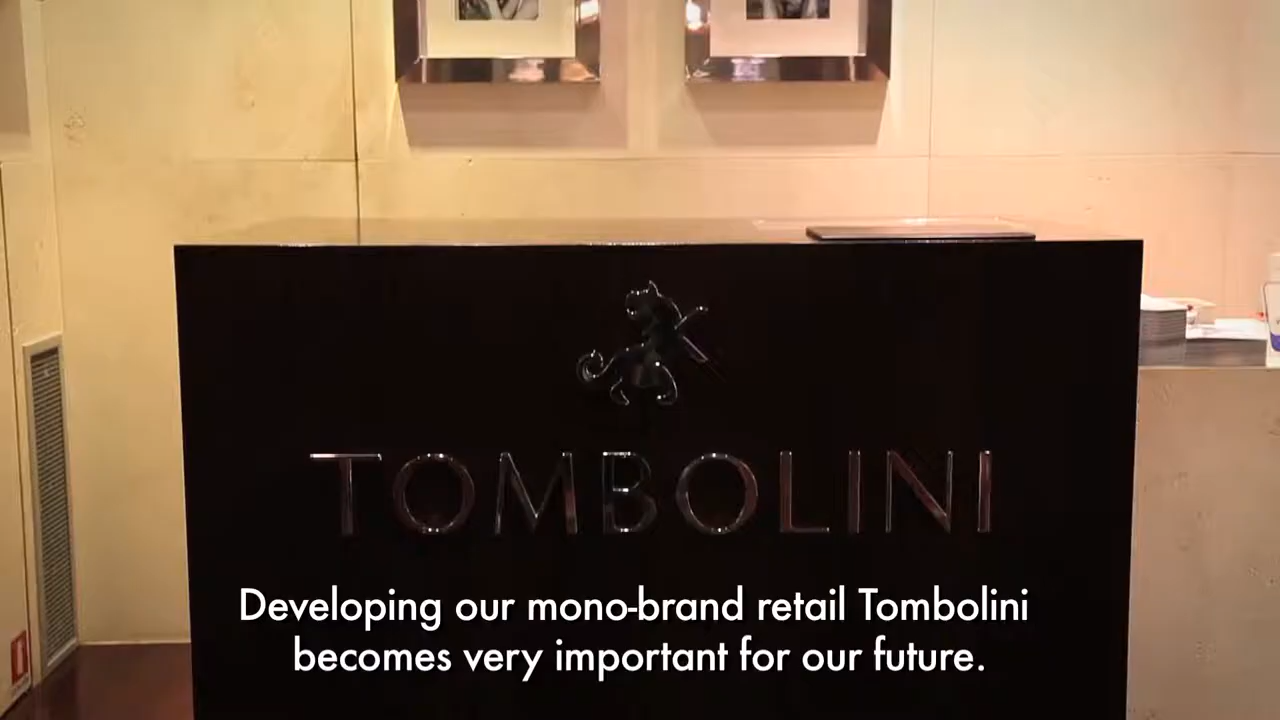 TOMBOLINI
Developing our mono-brand retail Tombolini
becomes very important for our future.